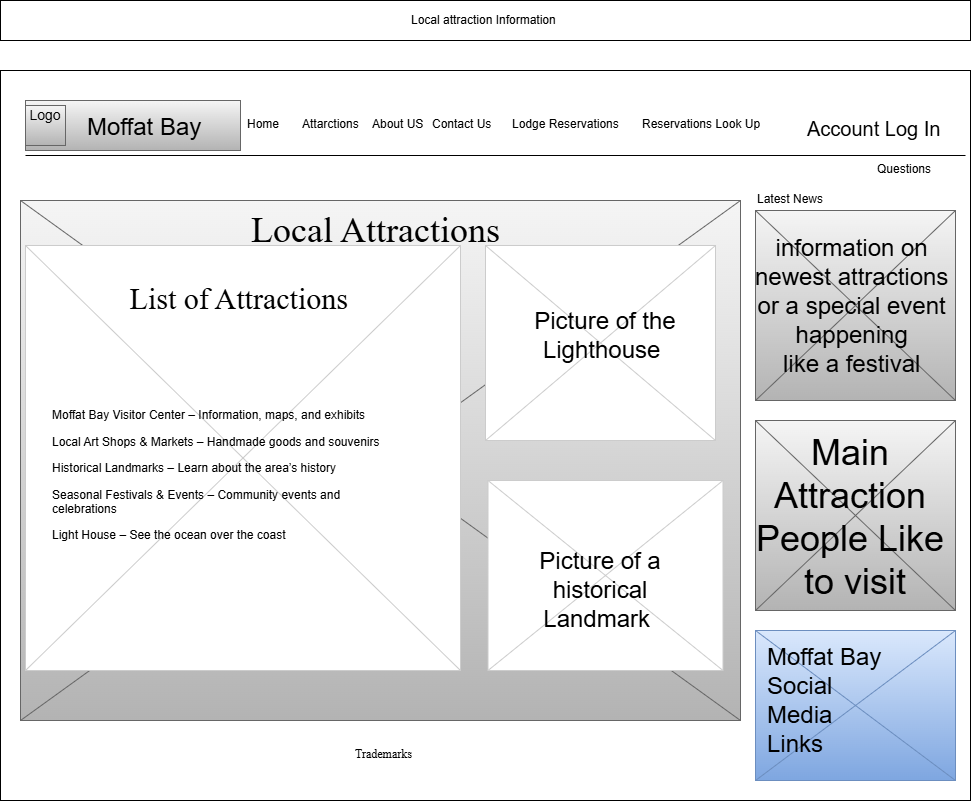 Local attraction Information
Logo
Moffat Bay
Home
Attarctions
About US
Contact Us
Lodge Reservations
Reservations Look Up
Account Log In
Questions
Local Attractions
List of Attractions
Moffat Bay Visitor Center – Information, maps, and exhibits
Local Art Shops & Markets – Handmade goods and souvenirs
Historical Landmarks – Learn about the area's history
Seasonal Festivals & Events – Community events and
celebrations
Light House – See the ocean over the coast
Picture of the
Lighthouse
Picture of a
historical
Landmark
Latest News
information on
newest attractions
or a special event
happening
like a festival
Main
Attraction
People Like
to visit
Moffat Bay
Social
Media
Links
Trademarks